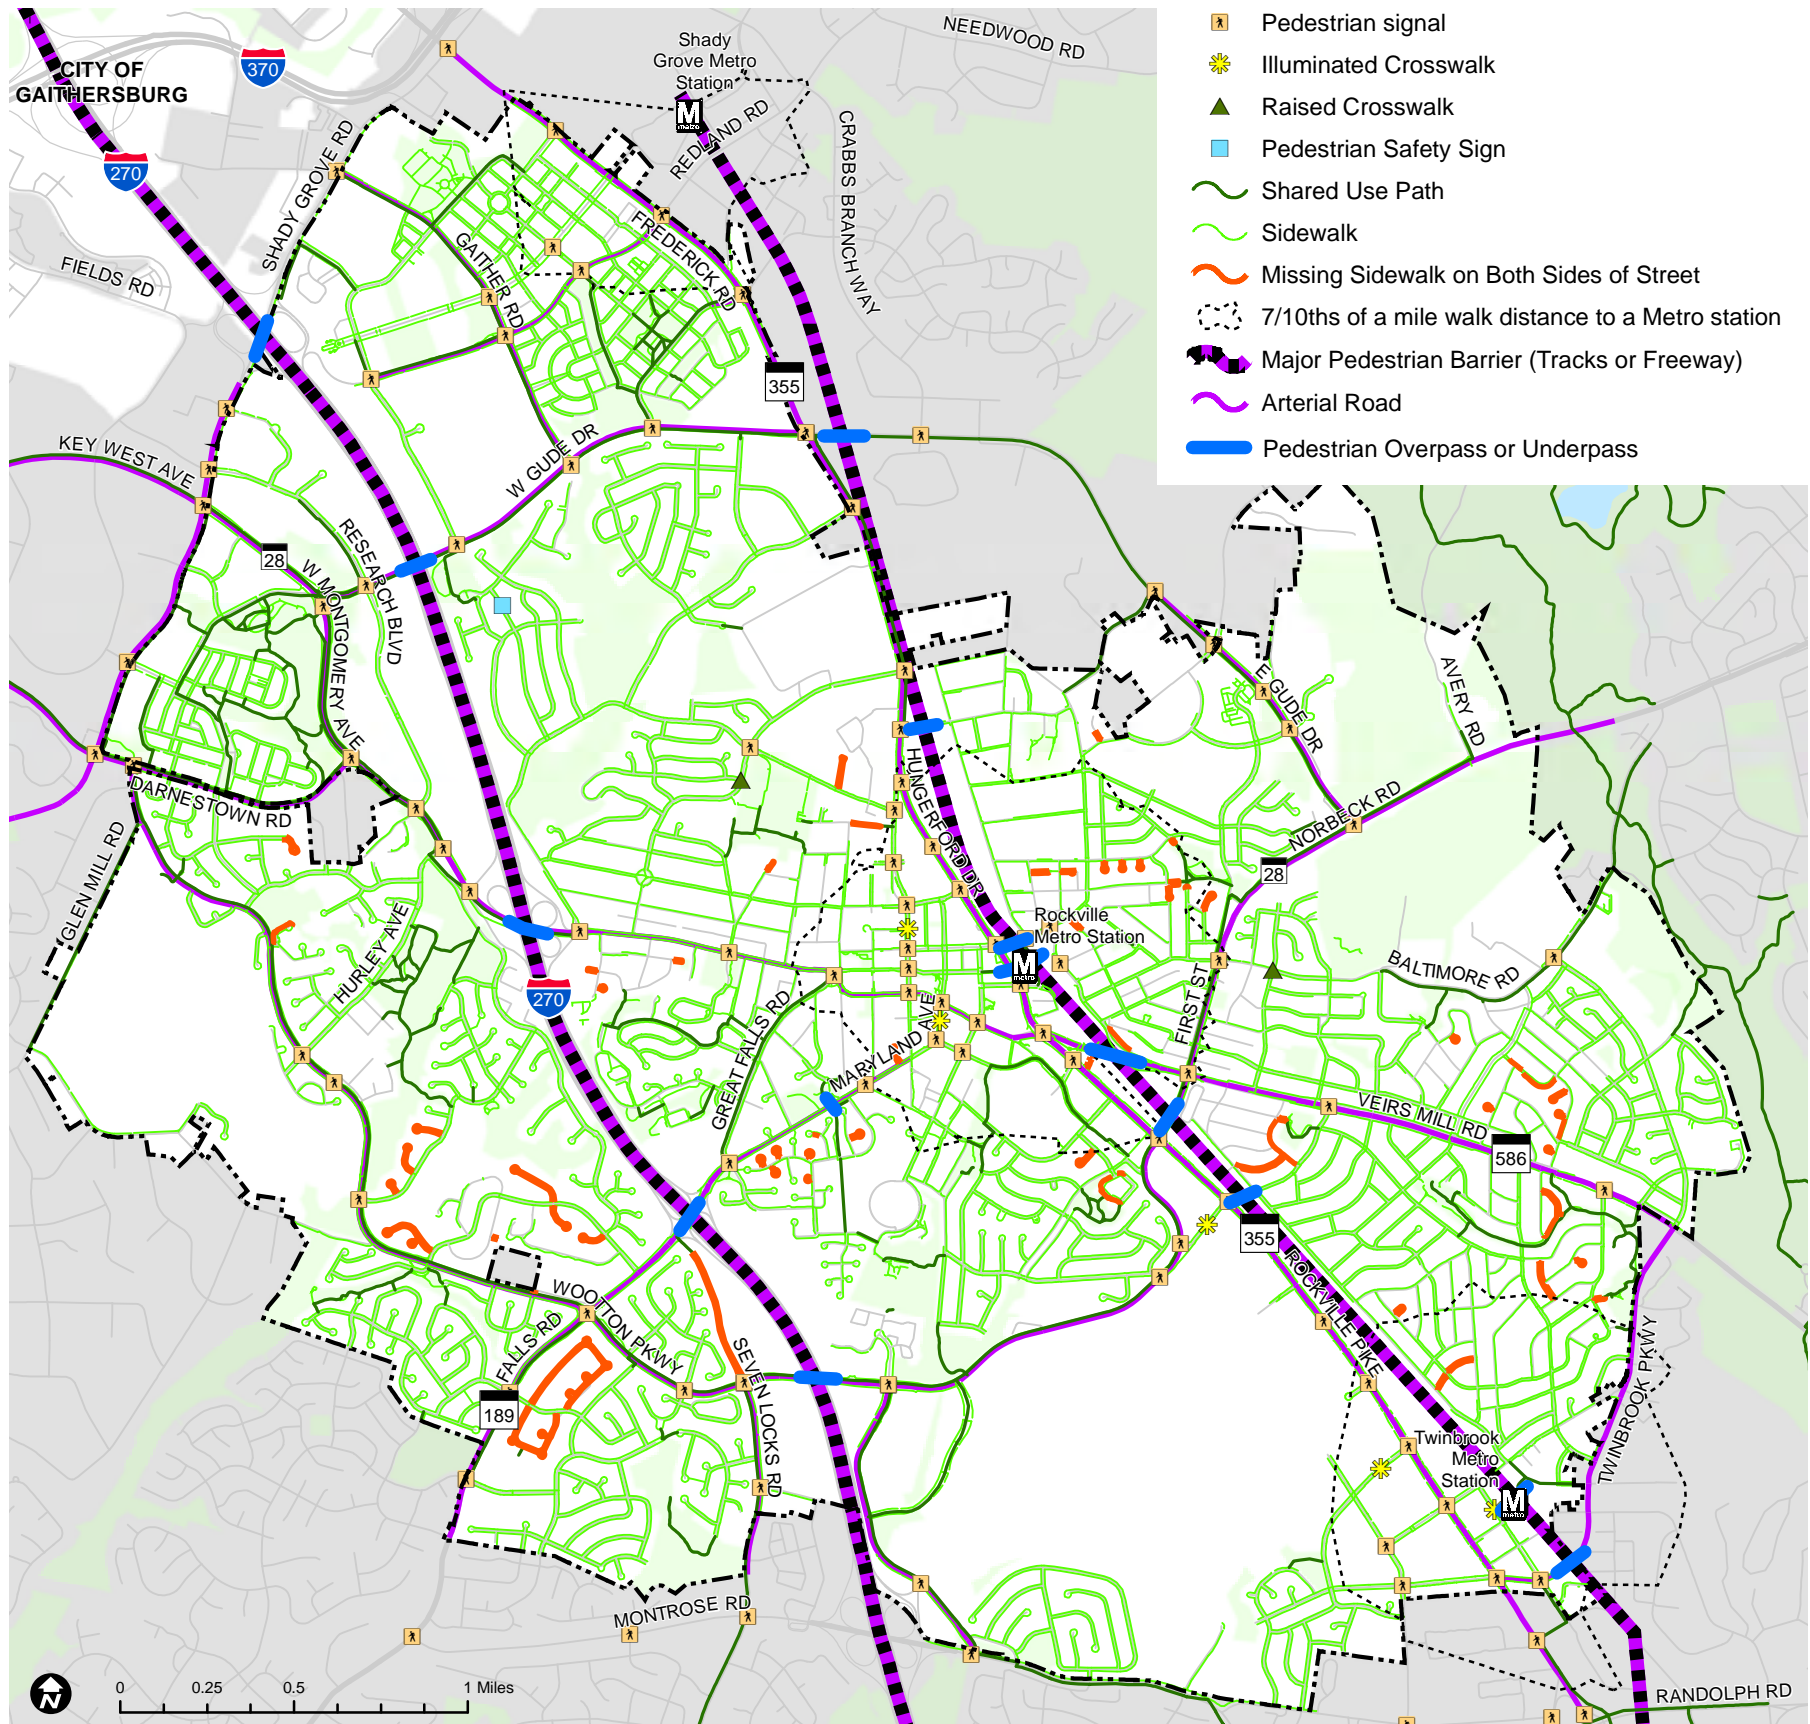 Pedestrian signal
Illuminated Crosswalk
Raised Crosswalk
Pedestrian Safety Sign
Shared Use Path
Sidewalk
Missing Sidewalk on Both Sides of Street
7/10ths of a mile walk distance to a Metro station
Major Pedestrian Barrier (Tracks or Freeway)
Arterial Road
Pedestrian Overpass or Underpass
NEEDWOOD RD
Shady
Grove Metro
Station
M
metro
CITY OF
GAITHERSBURG
370
270
REDLAND RD
CRABBS BRANCH WAY
SHADY GROVE RD
FIELDS RD
FREDERICK RD
GAITHER RD
355
KEY WEST AVE
W GUDE DR
RESEARCH BLVD
28
W MONTGOMERY AVE
E GUDE DR
AVERY RD
HUNGERFORD DR
DARNESTOWN RD
NORBECK RD
28
GLEN MILL RD
HURLEY AVE
Rockville
Metro Station
M
metro
BALTIMORE RD
270
FIRST ST
GREAT FALLS RD
MARYLAND AVE
VEIRS MILL RD
586
355
ROCKVILLE PIKE
WOOTTON PKWY
FALLS RD
SEVEN LOCKS RD
TWINBROOK PKWY
189
Twinbrook
Metro
Station
M
metro
MONTROSE RD
RANDOLPH RD
N
0 0.25 0.5 1 Miles